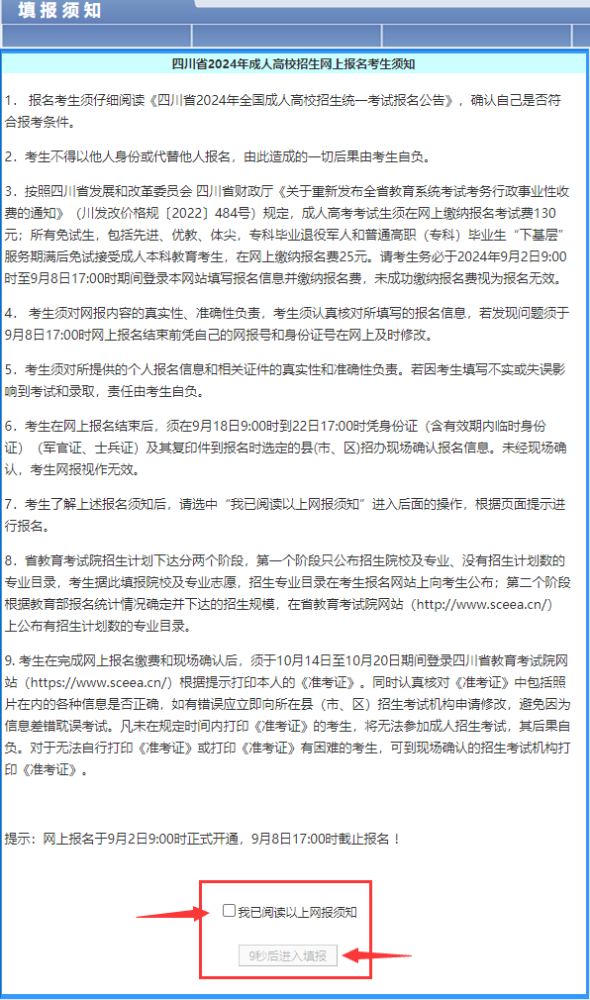 填报须知
四川省2024年成人高校招生网上报名考生须知
1． 报名考生须仔细阅读《四川省2024年全国成人高校招生统一考试报名公告》，确认自己是否符
合报考条件。
2．考生不得以他人身份或代替他人报名，由此造成的一切后果由考生自负。
3．按照四川省发展和改革委员会 四川省财政厅《关于重新发布全省教育系统考试考务行政事业性收
费的通知》（川发改价格规〔2022〕484号）规定，成人高考考试生须在网上缴纳报名考试费130
元；所有免试生，包括先进、优教、体尖，专科毕业退役军人和普通高职（专科）毕业生“下基层”
服务期满后免试接受成人本科教育考生，在网上缴纳报名费25元。请考生务必于2024年9月2日9:00
时至9月8日17:00时期间登录本网站填写报名信息并缴纳报名费，未成功缴纳报名费视为报名无效。
4． 考生须对网报内容的真实性、准确性负责，考生须认真核对所填写的报名信息，若发现问题须于
9月8日17:00时网上报名结束前凭自己的网报号和身份证号在网上及时修改。
5．考生须对所提供的个人报名信息和相关证件的真实性和准确性负责。若因考生填写不实或失误影
响到考试和录取，责任由考生自负。
6．考生在网上报名结束后，须在9月18日9:00时到22日17:00时凭身份证（含有效期内临时身份
证）（军官证、士兵证）及其复印件到报名时选定的县(市、区)招办现场确认报名信息。未经现场确
认，考生网报视作无效。
7．考生了解上述报名须知后，请选中“我已阅读以上网报须知”进入后面的操作，根据页面提示进
行报名。
8．省教育考试院招生计划下达分两个阶段，第一个阶段只公布招生院校及专业、没有招生计划数的
专业目录，考生据此填报院校及专业志愿，招生专业目录在考生报名网站上向考生公布；第二个阶段
根据教育部报名统计情况确定并下达的招生规模，在省教育考试院网站（http://www.sceea.cn/）
上公布有招生计划数的专业目录。
9. 考生在完成网上报名缴费和现场确认后，须于10月14日至10月20日期间登录四川省教育考试院网
站（https://www.sceea.cn/）根据提示打印本人的《准考证》。同时认真核对《准考证》中包括照
片在内的各种信息是否正确，如有错误应立即向所在县（市、区）招生考试机构申请修改，避免因为
信息差错耽误考试。凡未在规定时间内打印《准考证》的考生，将无法参加成人招生考试，其后果自
负。对于无法自行打印《准考证》或打印《准考证》有困难的考生，可到现场确认的招生考试机构打
印《准考证》。
提示：网上报名于9月2日9:00时正式开通，9月8日17:00时截止报名！
我已阅读以上网报须知
9秒后进入填报